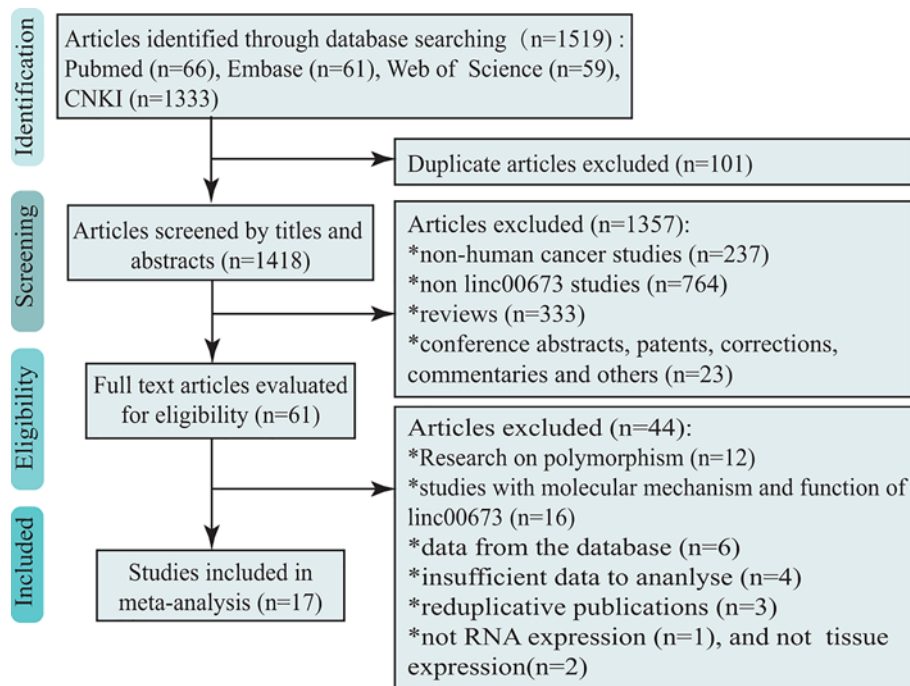 Identification
Articles identified through database searching （n=1519) :
Pubmed (n=66), Embase (n=61), Web of Science (n=59),
CNKI (n=1333)
Duplicate articles excluded (n=101)
Screening
Articles screened by titles and
abstracts (n=1418)
Articles excluded (n=1357):
*non-human cancer studies (n=237)
*non linc00673 studies (n=764)
*reviews (n=333)
*conference abstracts, patents, corrections,
commentaries and others (n=23)
Eligibility
Full text articles evaluated
for eligibility (n=61)
Articles excluded (n=44):
*Research on polymorphism (n=12)
*studies with molecular mechanism and function of
linc00673 (n=16)
*data from the database (n=6)
*insufficient data to ananlyse (n=4)
*reduplicative publications (n=3)
*not RNA expression (n=1), and not tissue
expression(n=2)
Included
Studies included in
meta-analysis (n=17)